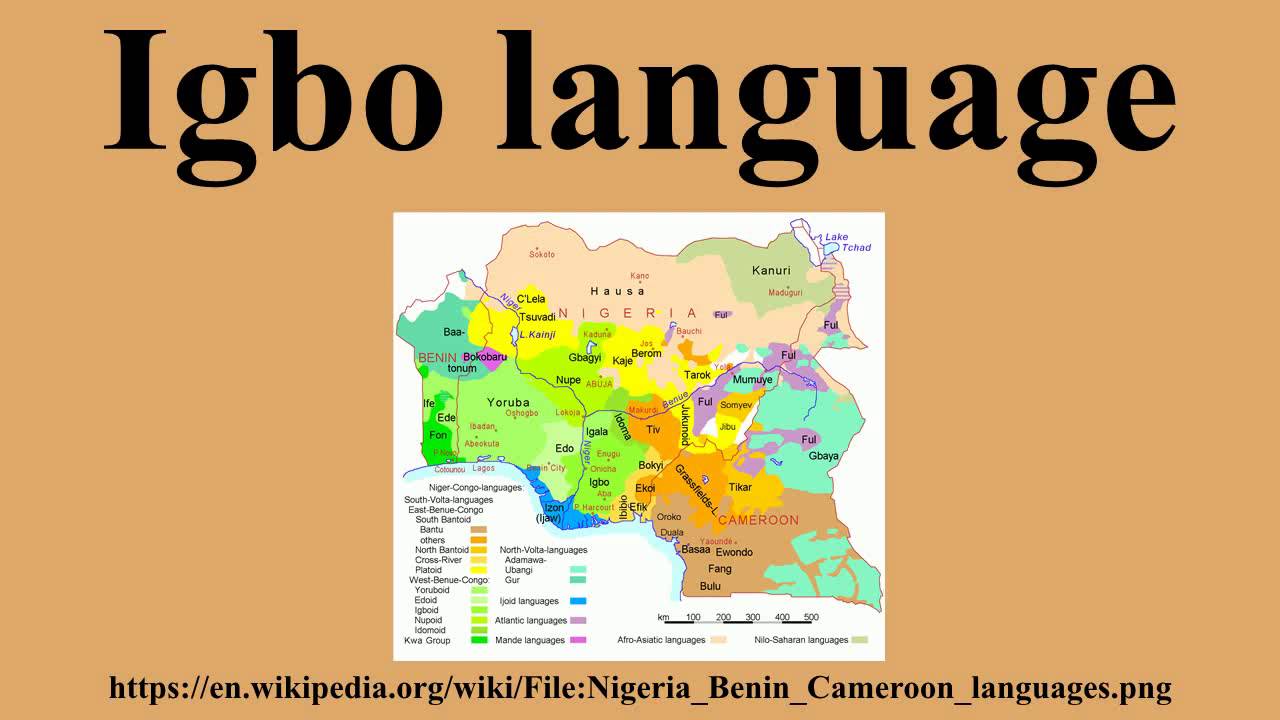 Igbo language
Lake
Tchad
Sokoto
Kanuri
Kano
Maduguri
Hausa
Niger
C'Lela
Tsuvadi
NIGERIA
Ful
Ful
L.Kainji
Kaduna
Bauchi
Baa-
Jos
Berom
BENIN
Bokobaru
Gbagyi
Kaje
Ful
tonum
Tarok
Yola
Nupe
ABUJA
Mumuye
Benue
Ife
Yoruba
Ful
Somyev
Oshogbo
Lokoja
Makurdi
Jukunoid
Ede
Idoma
Ibadan
Igala
Tiv
Jibu
Fon
Abeokuta
Ful
Edo
Niger
Enugu
Gbaya
P.Novo
Cotounou
Lagos
Benin City
Onicha
Bokyi
Igbo
Ekoi
Grassfields-L.
Tikar
Aba
Izon
(Ijaw)
P.Harcourt
Ibibio
Efik
Oroko
CAMEROON
Duala
Yaounde
Basaa
Ewondo
Fang
Bulu
Niger-Congo-languages:
South-Volta-languages
East-Benue-Congo
South Bantoid
Bantu
others
North Bantoid
Cross-River
Platoid
West-Benue-Congo:
Yoruboid
Edoid
Igboid
Nupoid
Idomoid
Kwa Group
North-Volta-languages
Adamawa-
Ubangi
Gur
Ijoid languages
Atlantic languages
Mande languages
km 100 200 300 400 500
Afro-Asiatic languages
Nilo-Saharan languages
https://en.wikipedia.org/wiki/File:Nigeria_Benin_Cameroon_languages.png